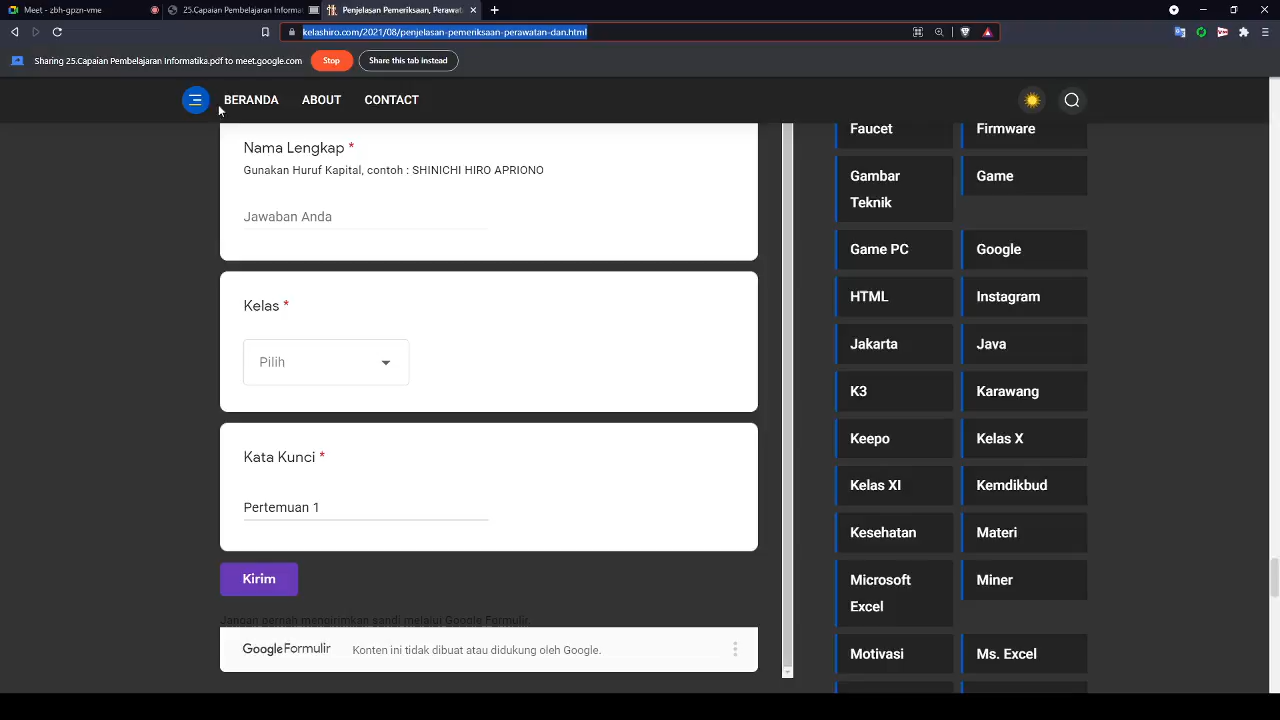 Meet - zbh-gpzn-vme
25.Capaian Pembelajaran Informat
Penjelasan Pemeriksaan, Perawat
kelashiro.com/2021/08/penjelasan-pemeriksaan-perawatan-dan.html
Sharing 25.Capaian Pembelajaran Informatika.pdf to meet.google.com
Stop
Share this tab instead
BERANDA
ABOUT
CONTACT
Nama Lengkap *
Gunakan Huruf Kapital, contoh : SHINICHI HIRO APRIONO
Jawaban Anda
Kelas *
Pilih
Kata Kunci *
Pertemuan 1
Kirim
Jangan pernah mengirimkan sandi melalui Google Formulir.
Google Formulir
Konten ini tidak dibuat atau didukung oleh Google.
Faucet
Firmware
Gambar
Teknik
Game
Game PC
Google
HTML
Instagram
Jakarta
Java
K3
Karawang
Keepo
Kelas X
Kelas XI
Kemdikbud
Kesehatan
Materi
Microsoft
Excel
Miner
Motivasi
Ms. Excel